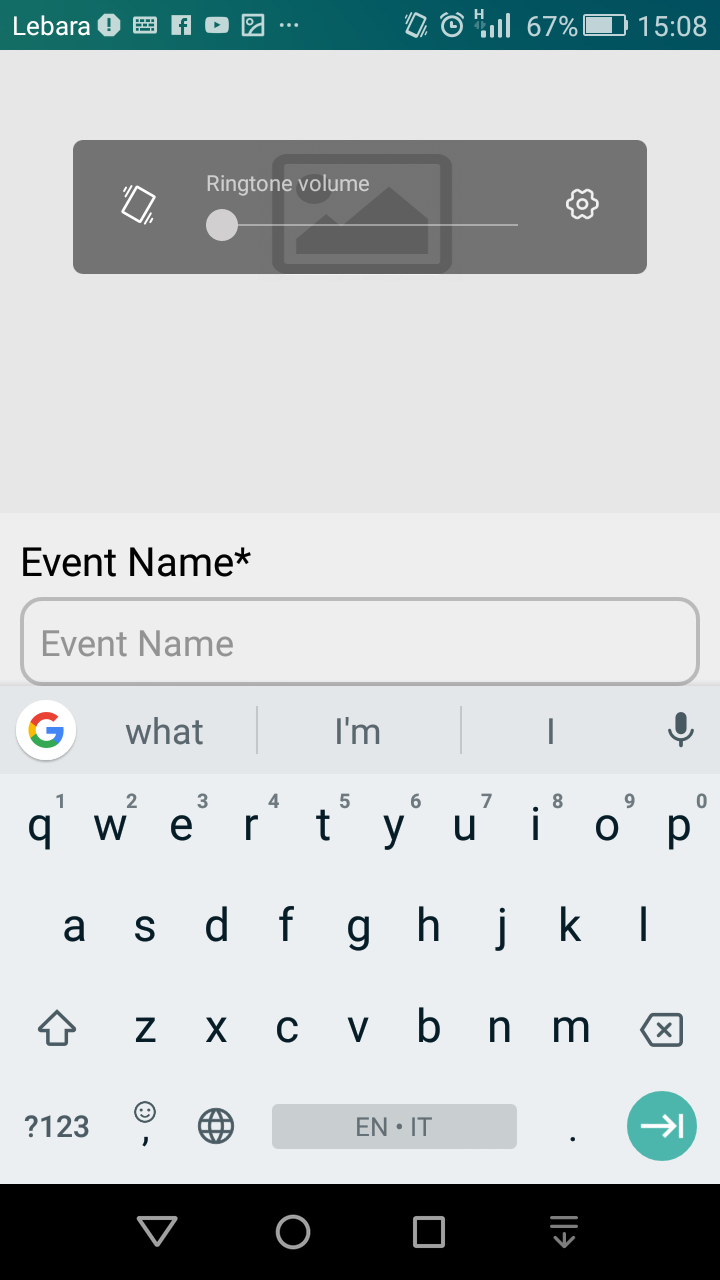 Lebara ... H 67% 15:08
Ringtone volume
Event Name*
Event Name
what I'm I
1 2 3 4 5 6 7 8 9 0
q w e r t y u i o p
a s d f g h j k l
z x c v b n m
?123 , EN • IT .